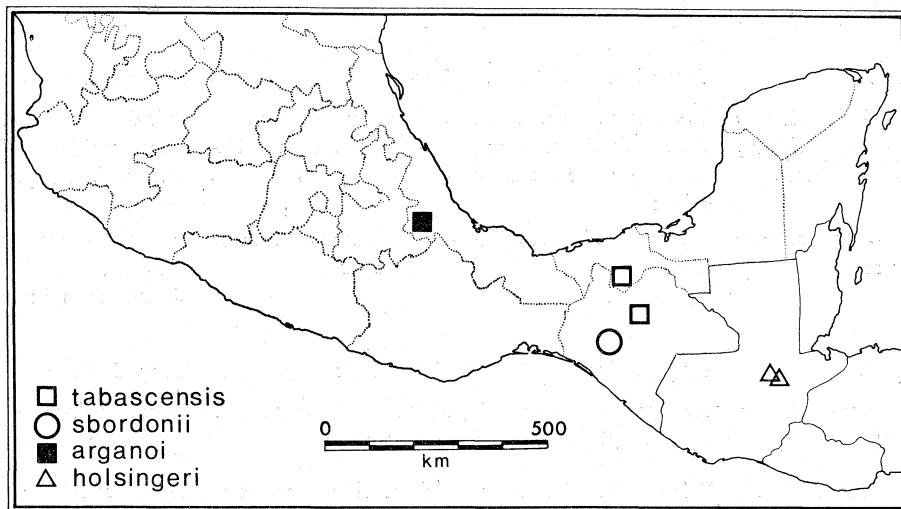 tabascensis
sbordonii
arganoi
holsingeri
0 500
km